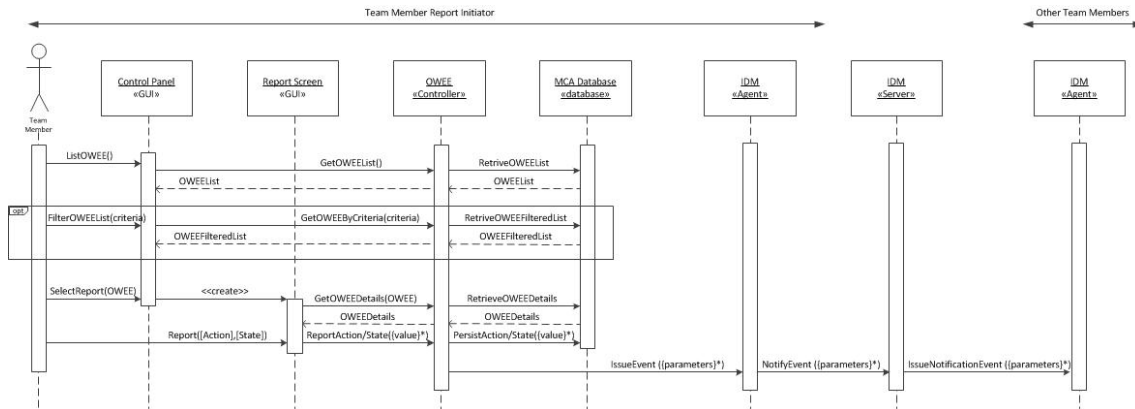 Team Member Report Initiator
Other Team Members
Team
Member
Control Panel
«GUI»
Report Screen
«GUI»
OWEE
«Controller»
MCA Database
«database»
IDM
«Agent»
IDM
«Server»
IDM
«Agent»
ListOWEE()
GetOWEEList()
RetriveOWEEList
OWEEList
OWEEList
opt
FilterOWEEList(criteria)
GetOWEEByCriteria(criteria)
RetriveOWEEFilteredList
OWEEFilteredList
OWEEFilteredList
SelectReport(OWEE)
<<create>>
GetOWEEDetails(OWEE)
RetrieveOWEEDetails
OWEEDetails
OWEEDetails
Report([Action],[State])
ReportAction/State({value}*)
PersistAction/State({value}*)
IssueEvent ({parameters}*)
NotifyEvent ({parameters}*)
IssueNotificationEvent ({parameters}*)